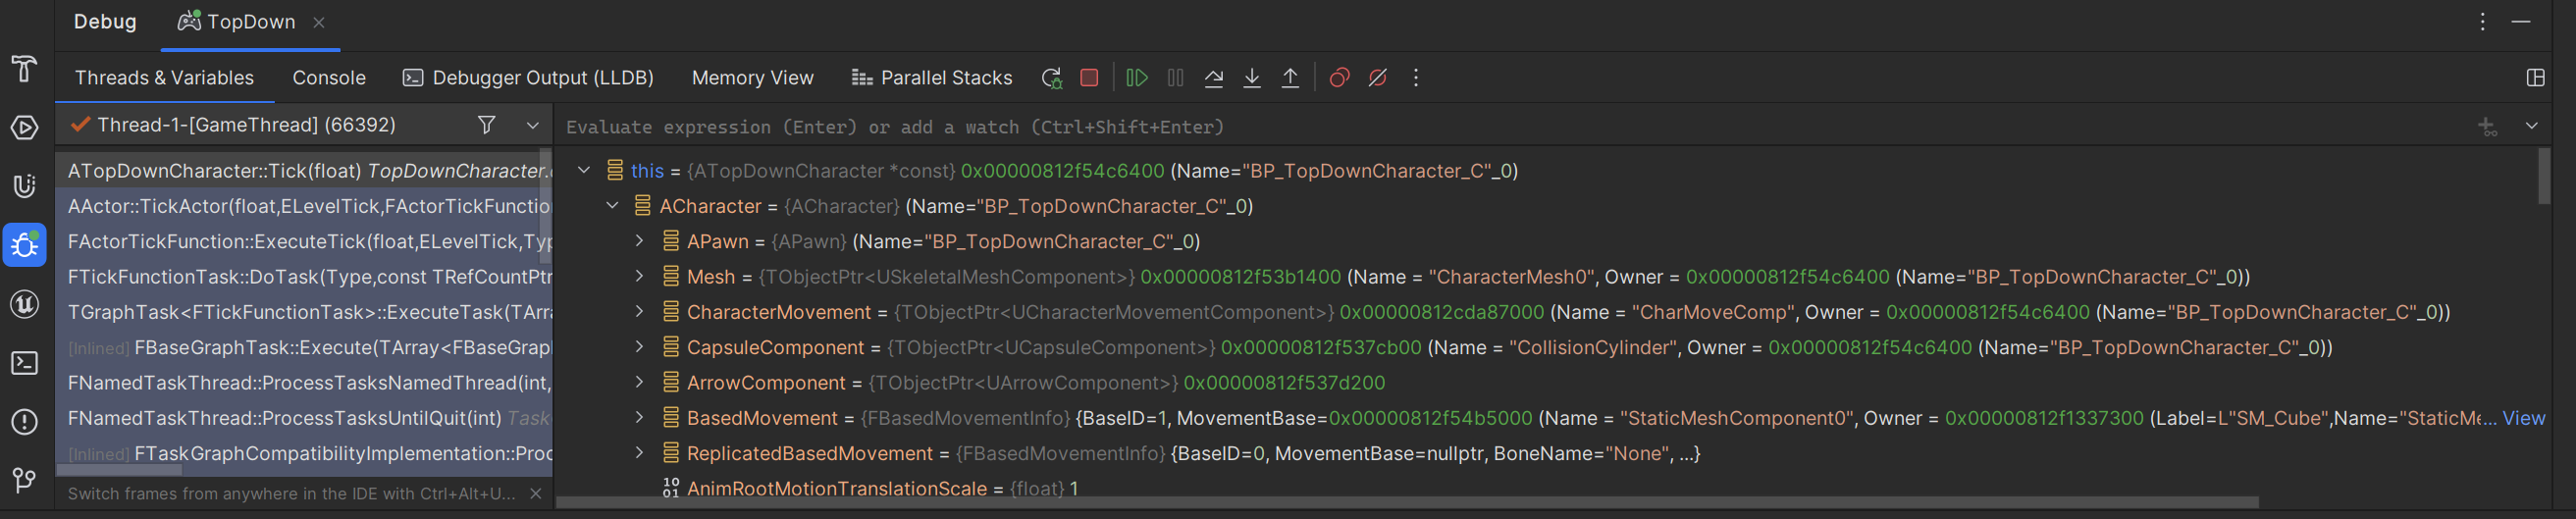 Debug TopDown
Threads & Variables Console Debugger Output (LLDB) Memory View Parallel Stacks
Thread-1-[GameThread] (66392)
Evaluate expression (Enter) or add a watch (Ctrl+Shift+Enter)
ATopDownCharacter::Tick(float) TopDownCharacter.
AActor::TickActor(float,ELevelTick,FActorTickFunctio
FActorTickFunction::ExecuteTick(float,ELevelTick,Typ
FTickFunctionTask::DoTask(Type,const TRefCountPtr
TGraphTask<FTickFunctionTask>::ExecuteTask(TArra
[Inlined] FBaseGraphTask::Execute(TArray<FBaseGrap
FNamedTaskThread::ProcessTasksNamedThread(int,
FNamedTaskThread::ProcessTasksUntilQuit(int) Task
[Inlined] FTaskGraphCompatibilityImplementation::Proc
Switch frames from anywhere in the IDE with Ctrl+Alt+U...
this = {ATopDownCharacter *const} 0x00000812f54c6400 (Name="BP_TopDownCharacter_C"_0)
ACharacter = {ACharacter} (Name="BP_TopDownCharacter_C"_0)
APawn = {APawn} (Name="BP_TopDownCharacter_C"_0)
Mesh = {TObjectPtr<USkeletalMeshComponent>} 0x00000812f53b1400 (Name = "CharacterMesh0", Owner = 0x00000812f54c6400 (Name="BP_TopDownCharacter_C"_0))
CharacterMovement = {TObjectPtr<UCharacterMovementComponent>} 0x00000812cda87000 (Name = "CharMoveComp", Owner = 0x00000812f54c6400 (Name="BP_TopDownCharacter_C"_0))
CapsuleComponent = {TObjectPtr<UCapsuleComponent>} 0x00000812f537cb00 (Name = "CollisionCylinder", Owner = 0x00000812f54c6400 (Name="BP_TopDownCharacter_C"_0))
ArrowComponent = {TObjectPtr<UArrowComponent>} 0x00000812f537d200
BasedMovement = {FBasedMovementInfo} {BaseID=1, MovementBase=0x00000812f54b5000 (Name = "StaticMeshComponent0", Owner = 0x00000812f1337300 (Label=L"SM_Cube",Name="StaticMe... View
ReplicatedBasedMovement = {FBasedMovementInfo} {BaseID=0, MovementBase=nullptr, BoneName="None", ...}
AnimRootMotionTranslationScale = {float} 1